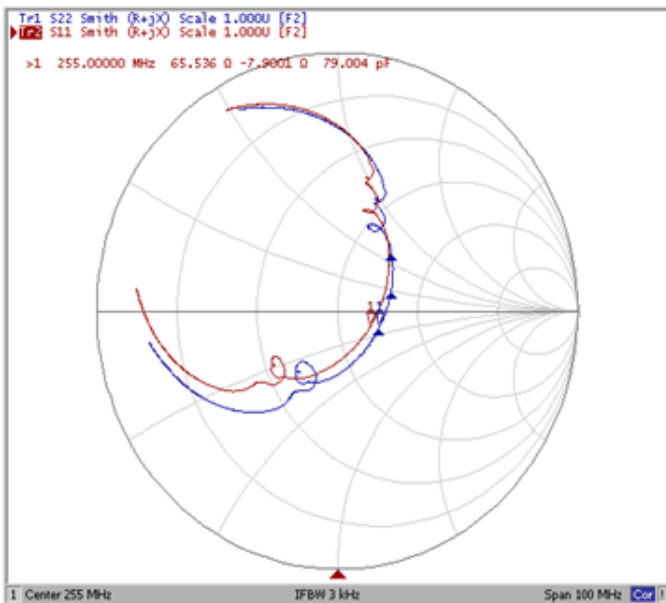 Tr1 S22 Smith (R+jX) Scale 1.000U [F2]
Tr2 S11 Smith (R+jX) Scale 1.000U [F2]
>1 255.00000 MHz 65.536 Ω -7.9001 Ω 79.004 pF
1 Center 255 MHz IFBW 3 kHz Span 100 MHz Cor